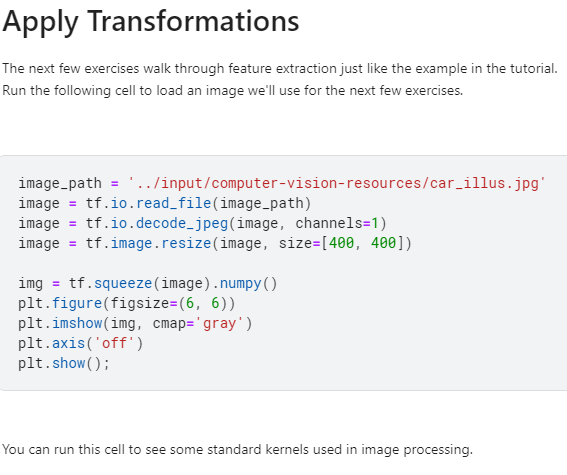 Apply Transformations
The next few exercises walk through feature extraction just like the example in the tutorial.
Run the following cell to load an image we'll use for the next few exercises.
image_path = '../input/computer-vision-resources/car_illus.jpg'
image = tf.io.read_file(image_path)
image = tf.io.decode_jpeg(image, channels=1)
image = tf.image.resize(image, size=[400, 400])
img = tf.squeeze(image).numpy()
plt.figure(figsize=(6, 6))
plt.imshow(img, cmap='gray')
plt.axis('off')
plt.show();
You can run this cell to see some standard kernels used in image processing.